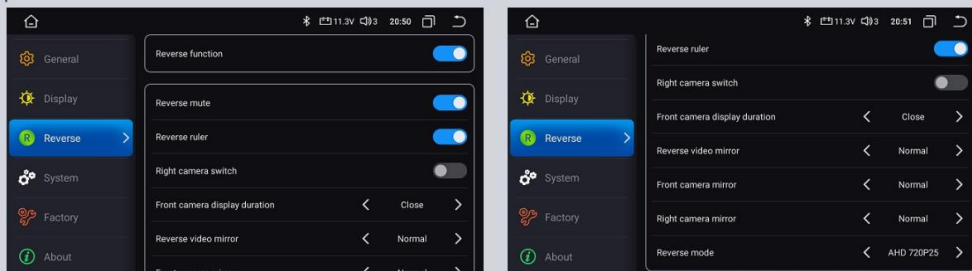 11.3V 3 20:50
General
Display
R Reverse
System
Factory
i About
Reverse function
Reverse mute
Reverse ruler
Right camera switch
Front camera display duration < Close >
Reverse video mirror < Normal >
11.3V 3 20:51
General
Display
R Reverse
System
Factory
i About
Reverse ruler
Right camera switch
Front camera display duration < Close >
Reverse video mirror < Normal >
Front camera mirror < Normal >
Right camera mirror < Normal >
Reverse mode < AHD 720P25 >